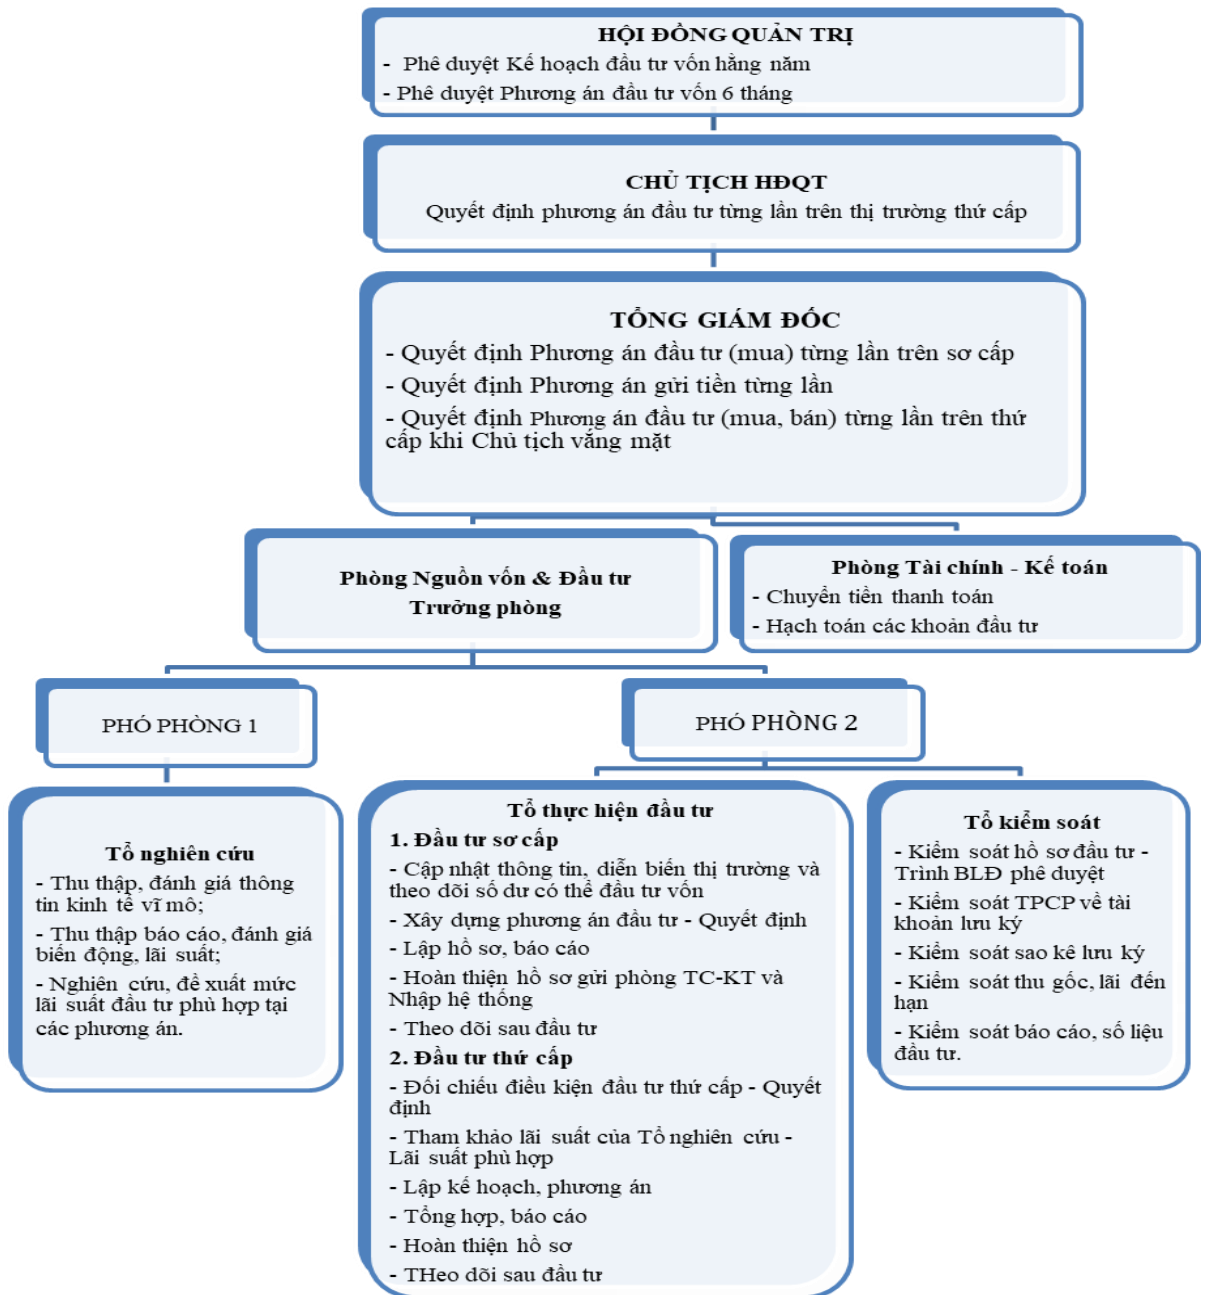 HỘI ĐỒNG QUẢN TRỊ
- Phê duyệt Kế hoạch đầu tư vốn hằng năm
- Phê duyệt Phương án đầu tư vốn 6 tháng
CHỦ TỊCH HĐQT
Quyết định phương án đầu tư từng lần trên thị trường thứ cấp
TỔNG GIÁM ĐỐC
- Quyết định Phương án đầu tư (mua) từng lần trên sơ cấp
- Quyết định Phương án gửi tiền từng lần
- Quyết định Phương án đầu tư (mua, bán) từng lần trên thứ
cấp khi Chủ tịch vắng mặt
Phòng Nguồn vốn & Đầu tư
Trưởng phòng
Phòng Tài chính - Kế toán
- Chuyển tiền thanh toán
- Hạch toán các khoản đầu tư
PHÓ PHÒNG 1
PHÓ PHÒNG 2
Tổ nghiên cứu
- Thu thập, đánh giá thông
tin kinh tế vĩ mô;
- Thu thập báo cáo, đánh giá
biến động, lãi suất;
- Nghiên cứu, đề xuất mức
lãi suất đầu tư phù hợp tại
các phương án.
Tổ thực hiện đầu tư
1. Đầu tư sơ cấp
- Cập nhật thông tin, diễn biến thị trường và
theo dõi số dư có thể đầu tư vốn
- Xây dựng phương án đầu tư - Quyết định
- Lập hồ sơ, báo cáo
- Hoàn thiện hồ sơ gửi phòng TC-KT và
Nhập hệ thống
- Theo dõi sau đầu tư
2. Đầu tư thứ cấp
- Đối chiếu điều kiện đầu tư thứ cấp - Quyết
định
- Tham khảo lãi suất của Tổ nghiên cứu -
Lãi suất phù hợp
- Lập kế hoạch, phương án
- Tổng hợp, báo cáo
- Hoàn thiện hồ sơ
- THeo dõi sau đầu tư
Tổ kiểm soát
- Kiểm soát hồ sơ đầu tư -
Trình BLĐ phê duyệt
- Kiểm soát TPCP về tài
khoản lưu ký
- Kiểm soát sao kê lưu ký
- Kiểm soát thu gốc, lãi đến
hạn
- Kiểm soát báo cáo, số liệu
đầu tư.